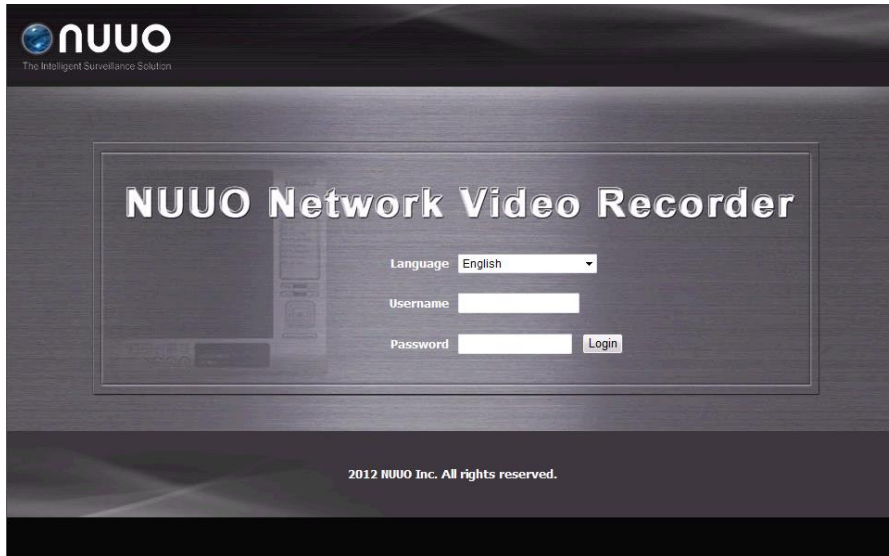 NUUO
The Intelligent Surveillance Solution
NUUO Network Video Recorder
Language English
Username
Password Login
2012 NUUO Inc. All rights reserved.